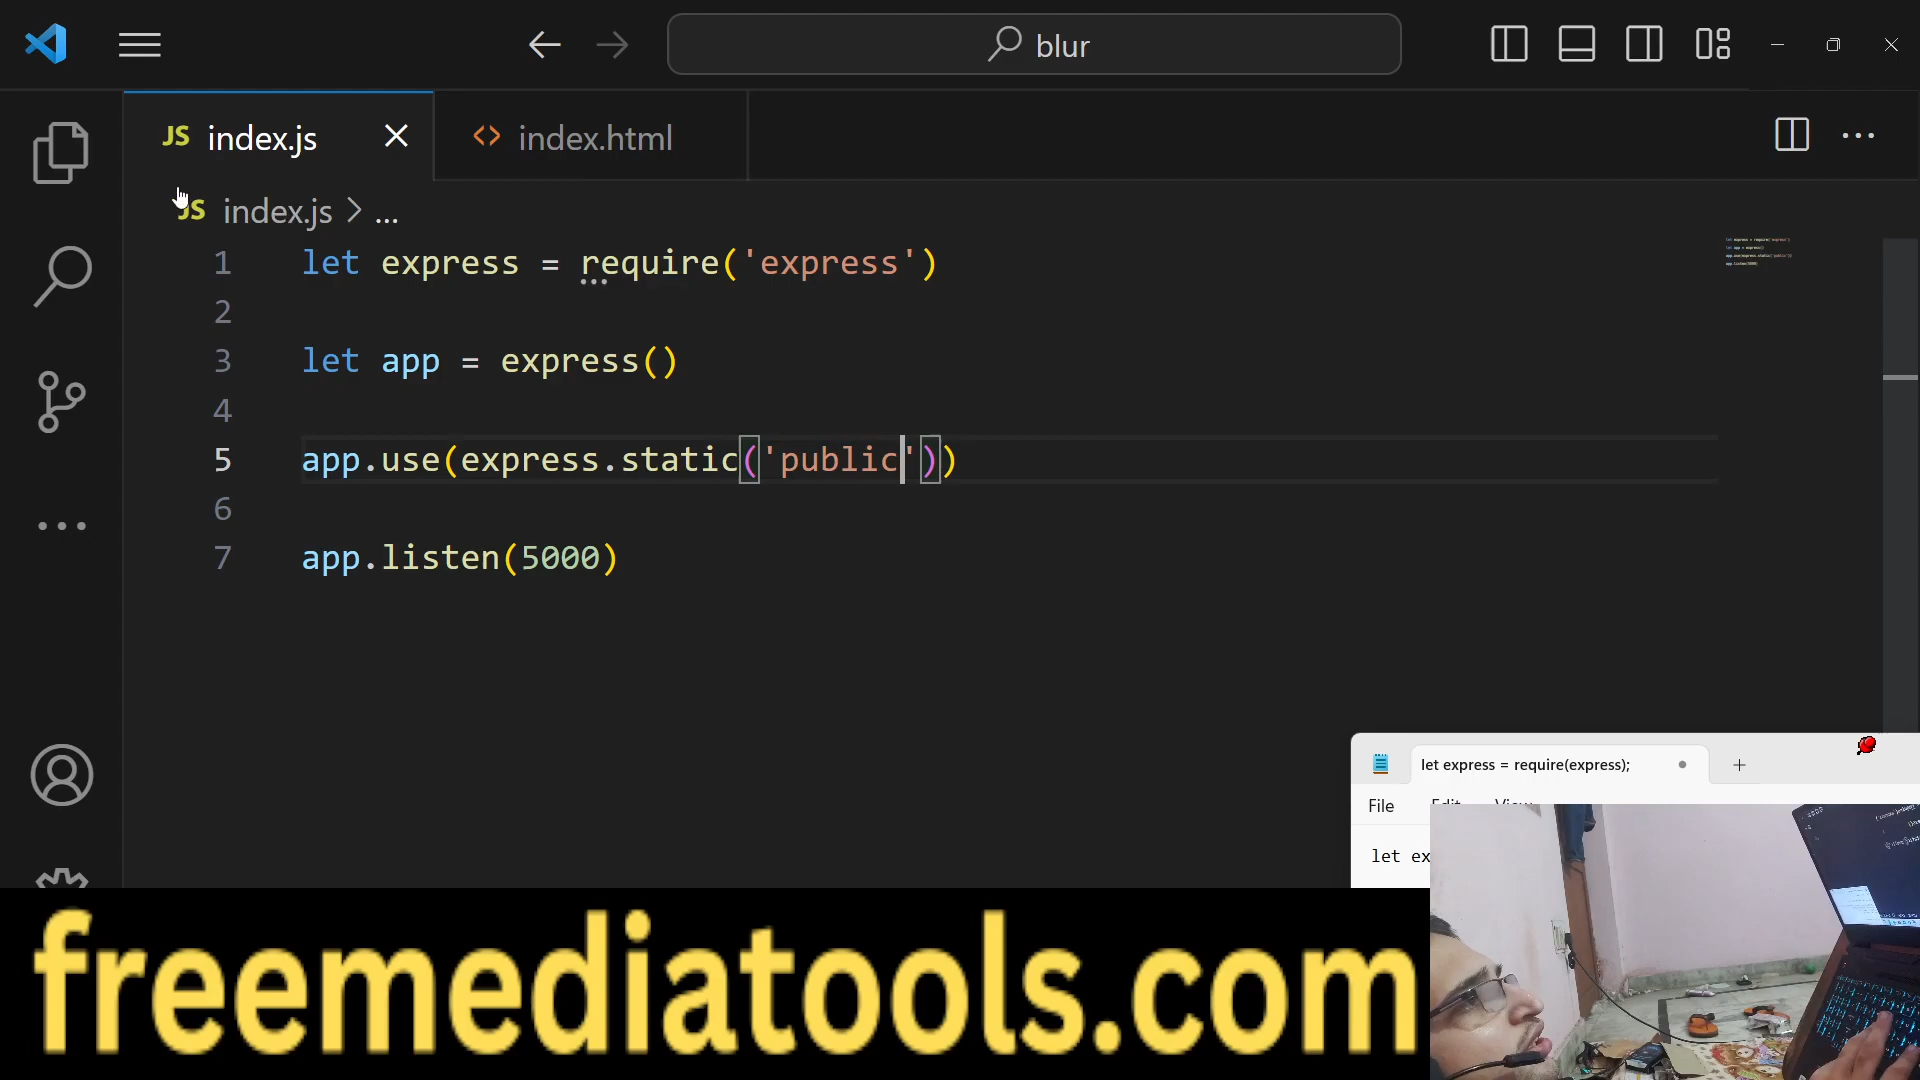 blur
JS index.js
<> index.html
JS index.js > ...
1 let express = require('express')
2
3 let app = express()
4
5 app.use(express.static('public'))
6
7 app.listen(5000)
let express = require(express);
File Edit View
let ex
freemediatools.com